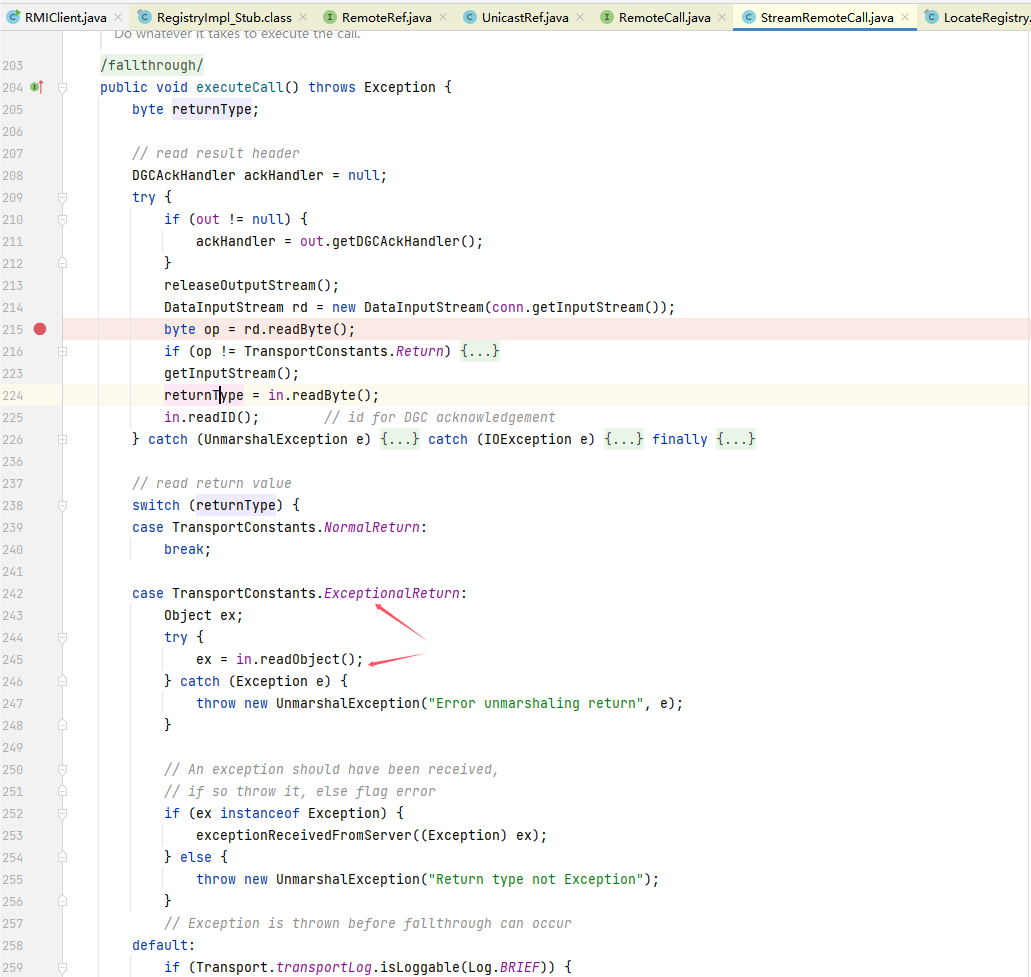 RMIClient.java RegistryImpl_Stub.class RemoteRef.java UnicastRef.java RemoteCall.java StreamRemoteCall.java LocateRegistry.
Do whatever it takes to execute the call.
203 /fallthrough/
204 public void executeCall() throws Exception {
205 byte returnType;
206
207 // read result header
208 DGCAckHandler ackHandler = null;
209 try {
210 if (out != null) {
211 ackHandler = out.getDGCAckHandler();
212 }
213 releaseOutputStream();
214 DataInputStream rd = new DataInputStream(conn.getInputStream());
215 byte op = rd.readByte();
216 if (op != TransportConstants.Return) {...}
223 getInputStream();
224 returnType = in.readByte();
225 in.readID(); // id for DGC acknowledgement
226 } catch (UnmarshalException e) {...} catch (IOException e) {...} finally {...}
236
237 // read return value
238 switch (returnType) {
239 case TransportConstants.NormalReturn:
240 break;
241
242 case TransportConstants.ExceptionalReturn:
243 Object ex;
244 try {
245 ex = in.readObject();
246 } catch (Exception e) {
247 throw new UnmarshalException("Error unmarshaling return", e);
248 }
249
250 // An exception should have been received,
251 // if so throw it, else flag error
252 if (ex instanceof Exception) {
253 exceptionReceivedFromServer((Exception) ex);
254 } else {
255 throw new UnmarshalException("Return type not Exception");
256 }
257 // Exception is thrown before fallthrough can occur
258 default:
259 if (Transport.transportLog.isLoggable(Log.BRIEF)) {